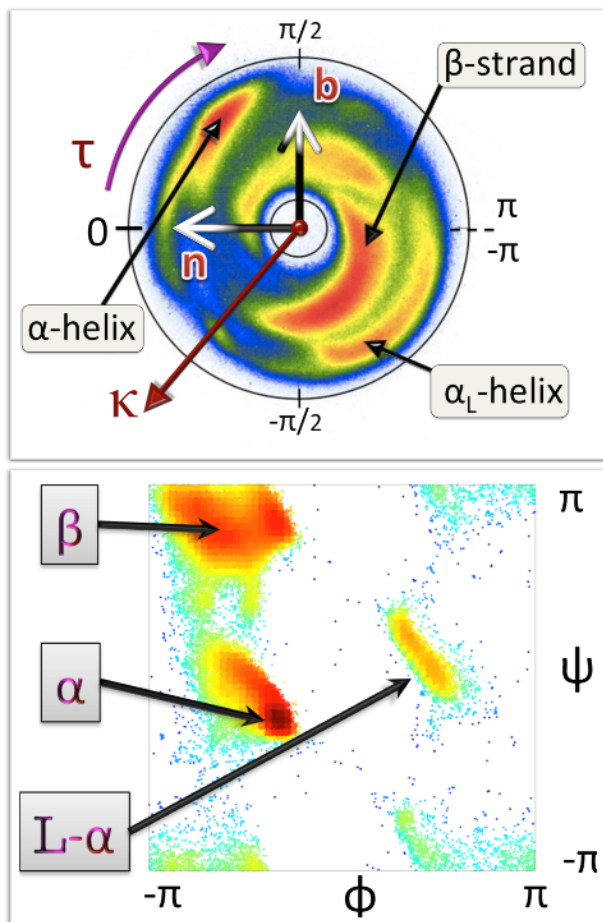 π/2
β-strand
b
τ
0
π
-π
n
α-helix
κ
-π/2
αL-helix
β
π
α
ψ
L-α
-π
-π
Φ
π